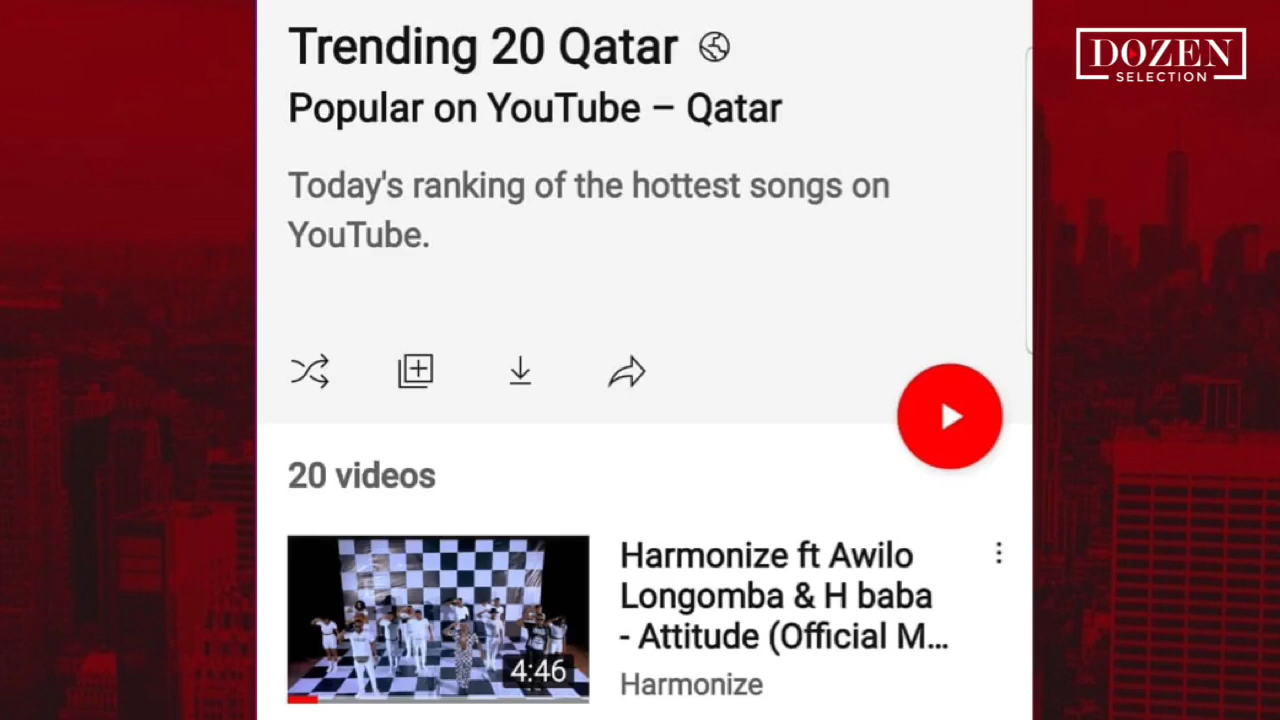 Trending 20 Qatar
DOZEN
SELECTION
Popular on YouTube – Qatar
Today's ranking of the hottest songs on
YouTube.
20 videos
4:46
Harmonize ft Awilo
Longomba & H baba
- Attitude (Official M...
Harmonize